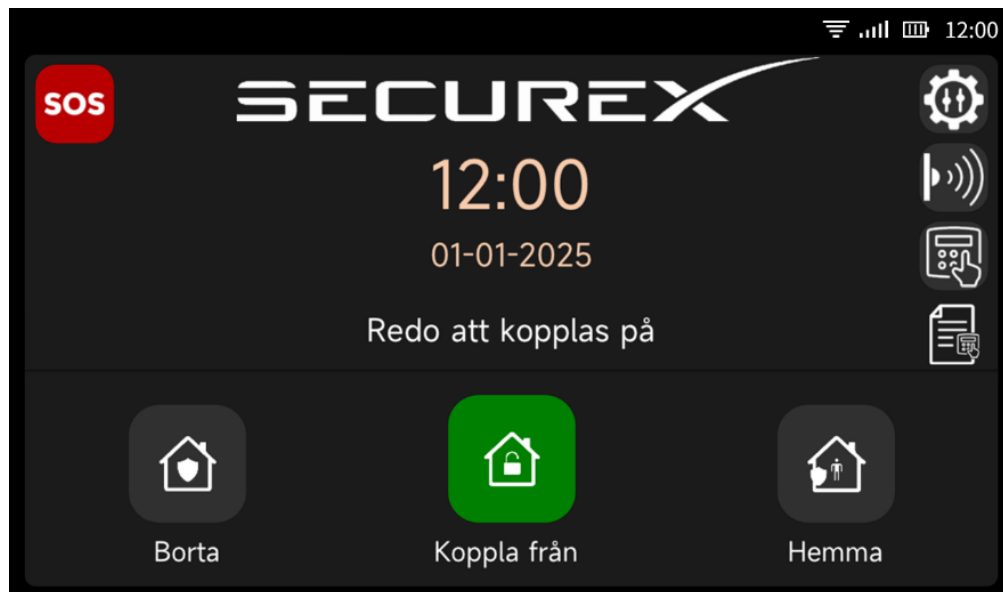 12:00
SOS
SECUREX
12:00
01-01-2025
Redo att kopplas på
Borta
Koppla från
Hemma